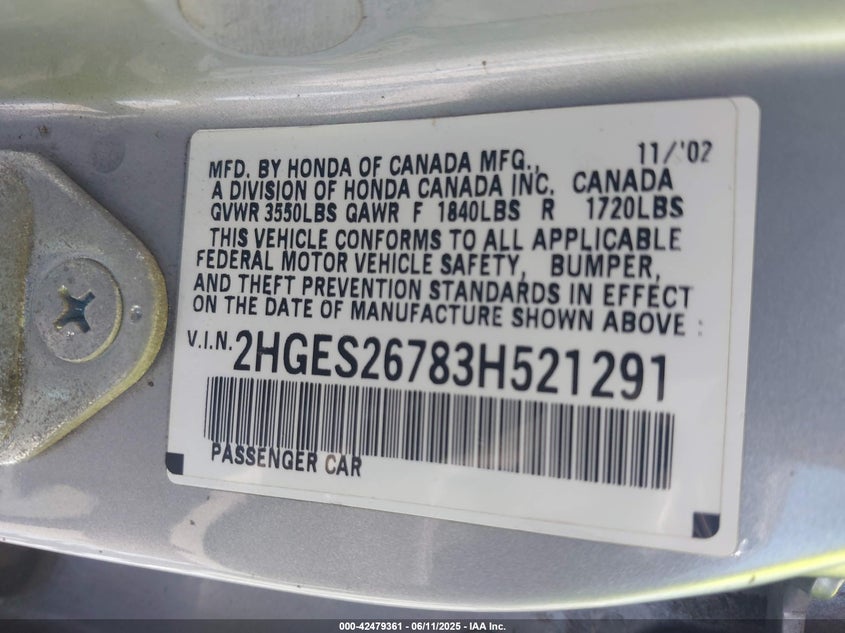 11/'02
MFD. BY HONDA OF CANADA MFG.,
A DIVISION OF HONDA CANADA INC. CANADA
GVWR 3550LBS GAWR F 1840LBS R 1720LBS
THIS VEHICLE CONFORMS TO ALL APPLICABLE
FEDERAL MOTOR VEHICLE SAFETY, BUMPER,
AND THEFT PREVENTION STANDARDS IN EFFECT
ON THE DATE OF MANUFACTURE SHOWN ABOVE :
V.I.N. 2HGES26783H521291
PASSENGER CAR
000-42479361 - 06/11/2025 - IAA Inc.